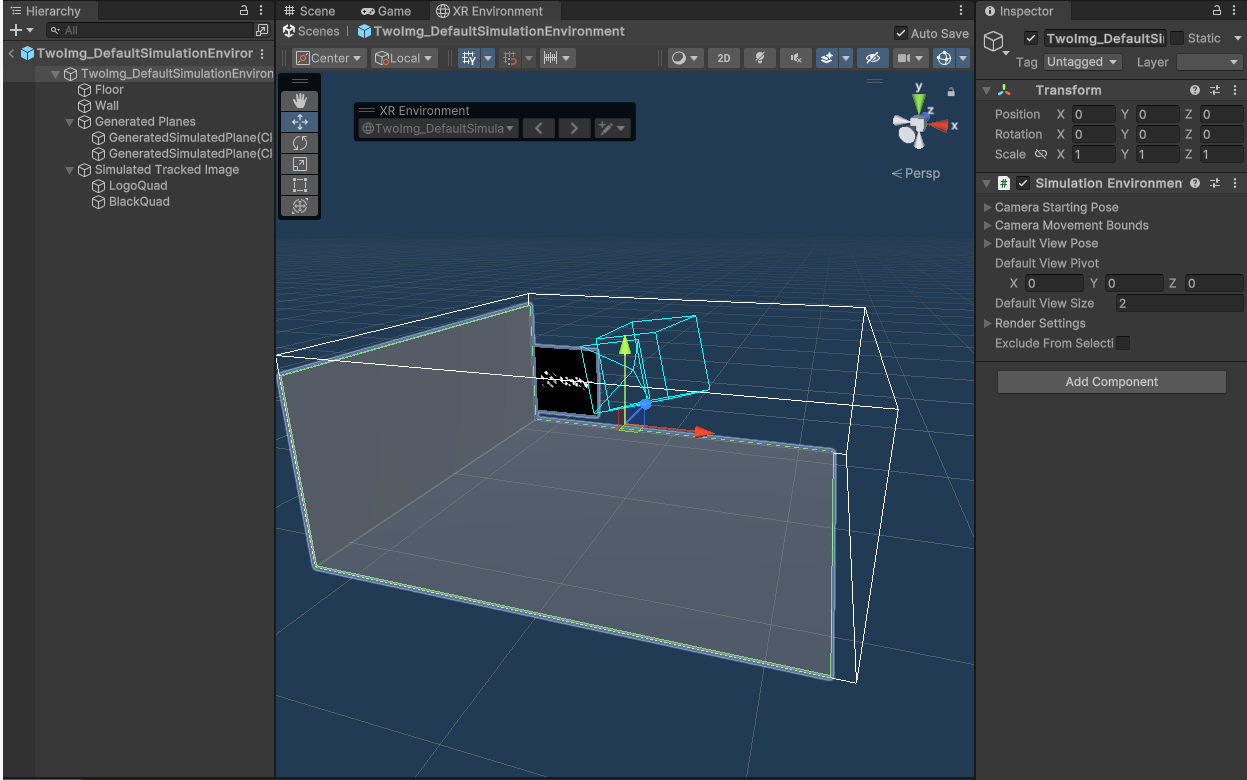 Hierarchy
All
TwoImg_DefaultSimulationEnviror
TwoImg_DefaultSimulationEnviron
Floor
Wall
Generated Planes
GeneratedSimulatedPlane(Cl
GeneratedSimulatedPlane(Cl
Simulated Tracked Image
LogoQuad
BlackQuad
Scene
Game
XR Environment
Scenes
TwoImg_DefaultSimulationEnvironment
Auto Save
Center
Local
2D
XR Environment
TwoImg_DefaultSimula
y
z
x
Persp
Inspector
TwoImg_DefaultSi
Static
Tag Untagged Layer
Transform
Position X 0 Y 0 Z 0
Rotation X 0 Y 0 Z 0
Scale X 1 Y 1 Z 1
Simulation Environmen
Camera Starting Pose
Camera Movement Bounds
Default View Pose
Default View Pivot
X 0 Y 0 Z 0
Default View Size 2
Render Settings
Exclude From Selecti
Add Component